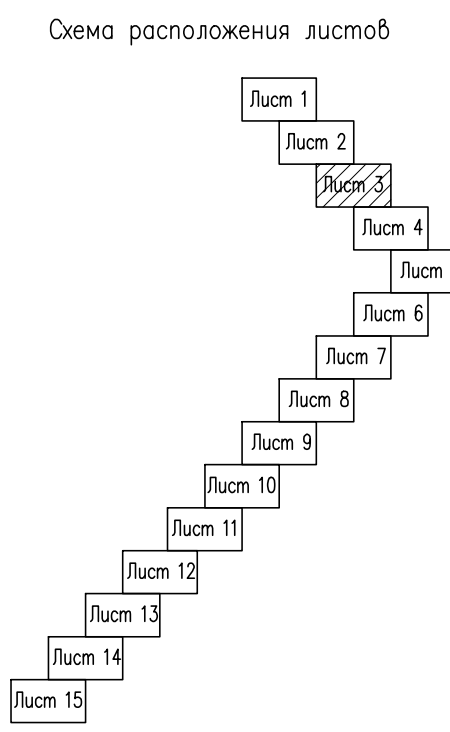 Схема расположения листов
Лист 1
Лист 2
Лист 3
Лист 4
Лист
Лист 6
Лист 7
Лист 8
Лист 9
Лист 10
Лист 11
Лист 12
Лист 13
Лист 14
Лист 15